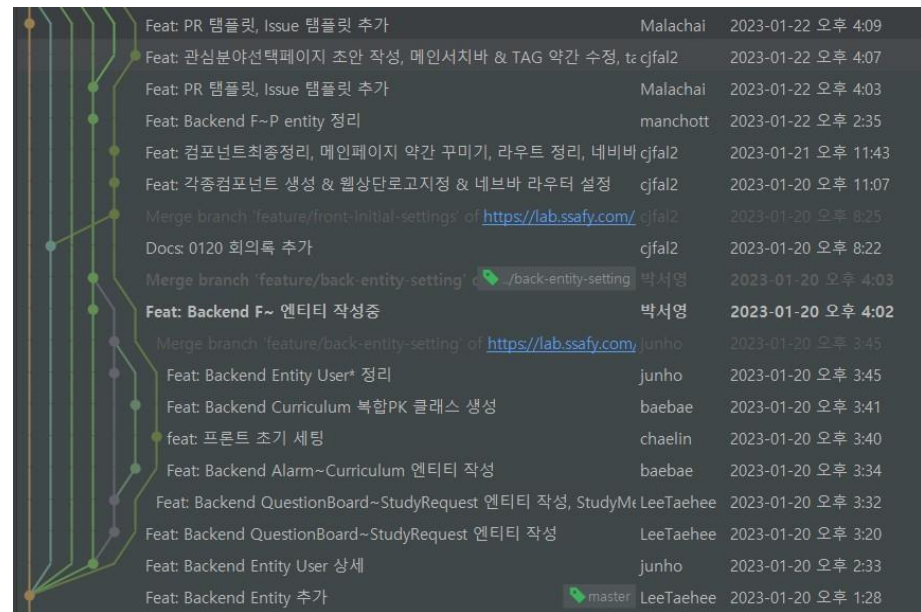 Feat: PR 탬플릿, Issue 탬플릿 추가 Malachai 2023-01-22 오후 4:09
Feat: 관심분야선택페이지 초안 작성, 메인서치바 & TAG 약간 수정, ta cjfal2 2023-01-22 오후 4:07
Feat: PR 탬플릿, Issue 탬플릿 추가 Malachai 2023-01-22 오후 4:03
Feat: Backend F~P entity 정리 manchott 2023-01-22 오후 2:35
Feat: 컴포넌트최종정리, 메인페이지 약간 꾸미기, 라우트 정리, 네비바 cjfal2 2023-01-21 오후 11:43
Feat: 각종컴포넌트 생성 & 웹상단로고지정 & 네브바 라우터 설정 cjfal2 2023-01-20 오후 11:07
Merge branch 'feature/front-initial-settings' of https://lab.ssafy.com/ cjfal2 2023-01-20 오후 8:25
Docs: 0120 회의록 추가 cjfal2 2023-01-20 오후 8:22
Merge branch 'feature/back-entity-setting' ../back-entity-setting 박서영 2023-01-20 오후 4:03
Feat: Backend F~ 엔티티 작성중 박서영 2023-01-20 오후 4:02
Merge branch 'feature/back-entity-setting' of https://lab.ssafy.com/ junho 2023-01-20 오후 3:45
Feat: Backend Entity User* 정리 junho 2023-01-20 오후 3:45
Feat: Backend Curriculum 복합PK 클래스 생성 baebae 2023-01-20 오후 3:41
feat: 프론트 초기 세팅 chaelin 2023-01-20 오후 3:40
Feat: Backend Alarm~Curriculum 엔티티 작성 baebae 2023-01-20 오후 3:34
Feat: Backend QuestionBoard~StudyRequest 엔티티 작성, StudyMe LeeTaehee 2023-01-20 오후 3:32
Feat: Backend QuestionBoard~StudyRequest 엔티티 작성 LeeTaehee 2023-01-20 오후 3:20
Feat: Backend Entity User 상세 junho 2023-01-20 오후 2:33
Feat: Backend Entity 추가 master LeeTaehee 2023-01-20 오후 1:28